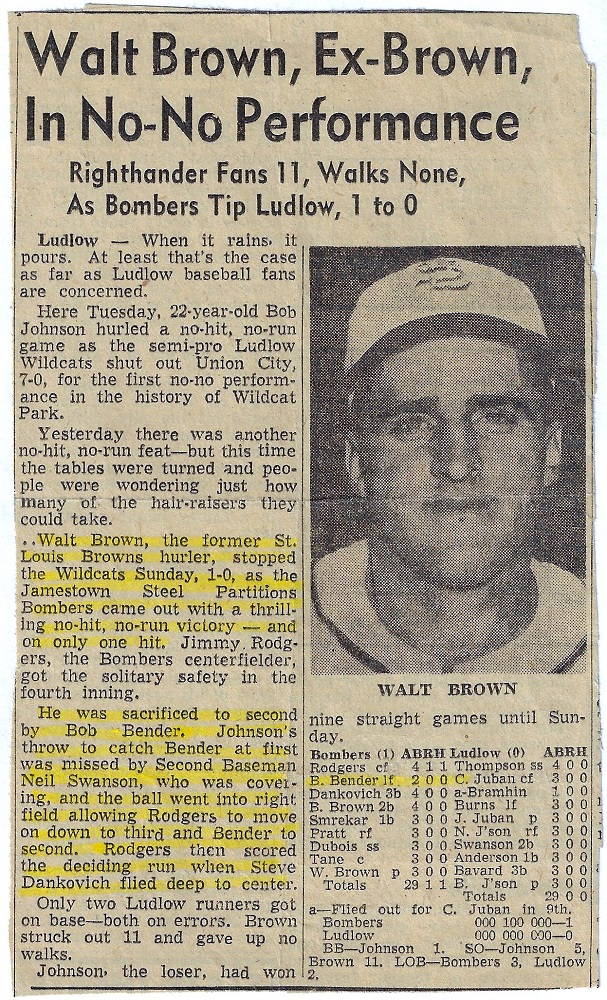 Walt Brown, Ex-Brown,
In No-No Performance
Righthander Fans 11, Walks None,
As Bombers Tip Ludlow, 1 to 0
Ludlow — When it rains, it
pours. At least that's the case
as far as Ludlow baseball fans
are concerned.
Here Tuesday, 22-year-old Bob
Johnson hurled a no-hit, no-run
game as the semi-pro Ludlow
Wildcats shut out Union City,
7-0, for the first no-no perform-
ance in the history of Wildcat
Park.
Yesterday there was another
no-hit, no-run feat—but this time
the tables were turned and peo-
ple were wondering just how
many of the hair-raisers they
could take.
..Walt Brown, the former St.
Louis Browns hurler, stopped
the Wildcats Sunday, 1-0, as the
Jamestown Steel Partitions
Bombers came out with a thrill-
ing no-hit, no-run victory — and
on only one hit. Jimmy Rodg-
ers, the Bombers centerfielder,
got the solitary safety in the
fourth inning.
He was sacrificed to second
by Bob Bender. Johnson's
throw to catch Bender at first
was missed by Second Baseman
Neil Swanson, who was cover-
ing, and the ball went into right
field allowing Rodgers to move
on down to third and Bender to
second. Rodgers then scored
the deciding run when Steve
Dankovich flied deep to center.
Only two Ludlow runners got
on base—both on errors. Brown
struck out 11 and gave up no
walks.
Johnson, the loser, had won
B
WALT BROWN
nine straight games until Sun-
day.
Bombers (1) ABRH Ludlow (0) ABRH
Rodgers cf 4 1 1 Thompson ss 4 0 0
B. Bender lf 2 0 0 C. Juban cf 3 0 0
Dankovich 3b 4 0 0 a-Bramhin 1 0 0
B. Brown 2b 4 0 0 Burns lf 3 0 0
Smrekar 1b 3 0 0 J. Juban p 3 0 0
Pratt rf 3 0 0 N. J'son rf 3 0 0
Dubois ss 3 0 0 Swanson 2b 3 0 0
Tane c 3 0 0 Anderson 1b 3 0 0
W. Brown p 3 0 0 Bavard 3b 3 0 0
Totals 29 1 1 B. J'son p 3 0 0
Totals 29 0 0
a—Flied out for C. Juban in 9th.
Bombers 000 100 000—1
Ludlow 000 000 000—0
BB—Johnson 1. SO—Johnson 5,
Brown 11. LOB—Bombers 3, Ludlow
2.